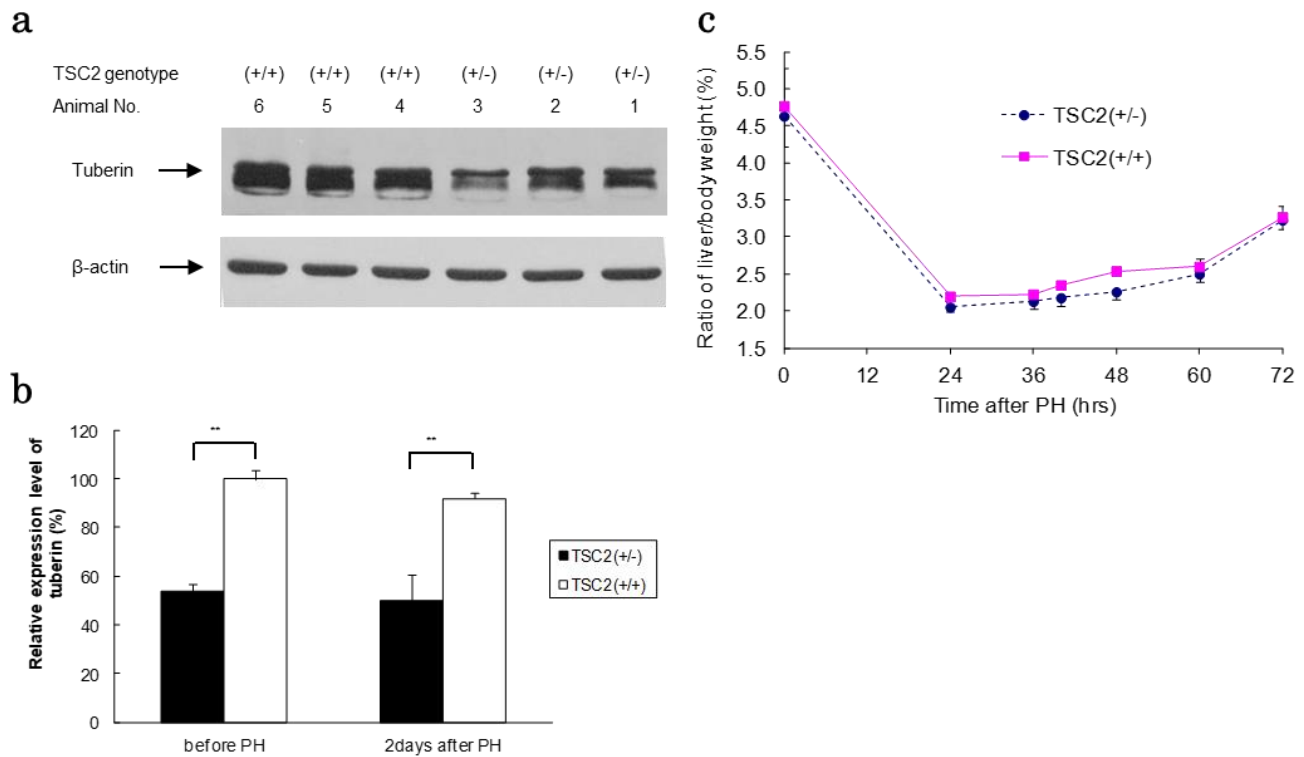 a
TSC2 genotype (+/+) (+/+) (+/+) (+/-) (+/-) (+/-)
Animal No. 6 5 4 3 2 1
Tuberin
β-actin
b
Relative expression level of
tuberin (%)
120
100
80
60
40
20
0
**
**
TSC2(+/-)
TSC2(+/+)
before PH 2days after PH
c
Ratio of liver/bodyweight (%)
5.5
5.0
4.5
4.0
3.5
3.0
2.5
2.0
1.5
TSC2(+/-)
TSC2(+/+)
0 12 24 36 48 60 72
Time after PH (hrs)